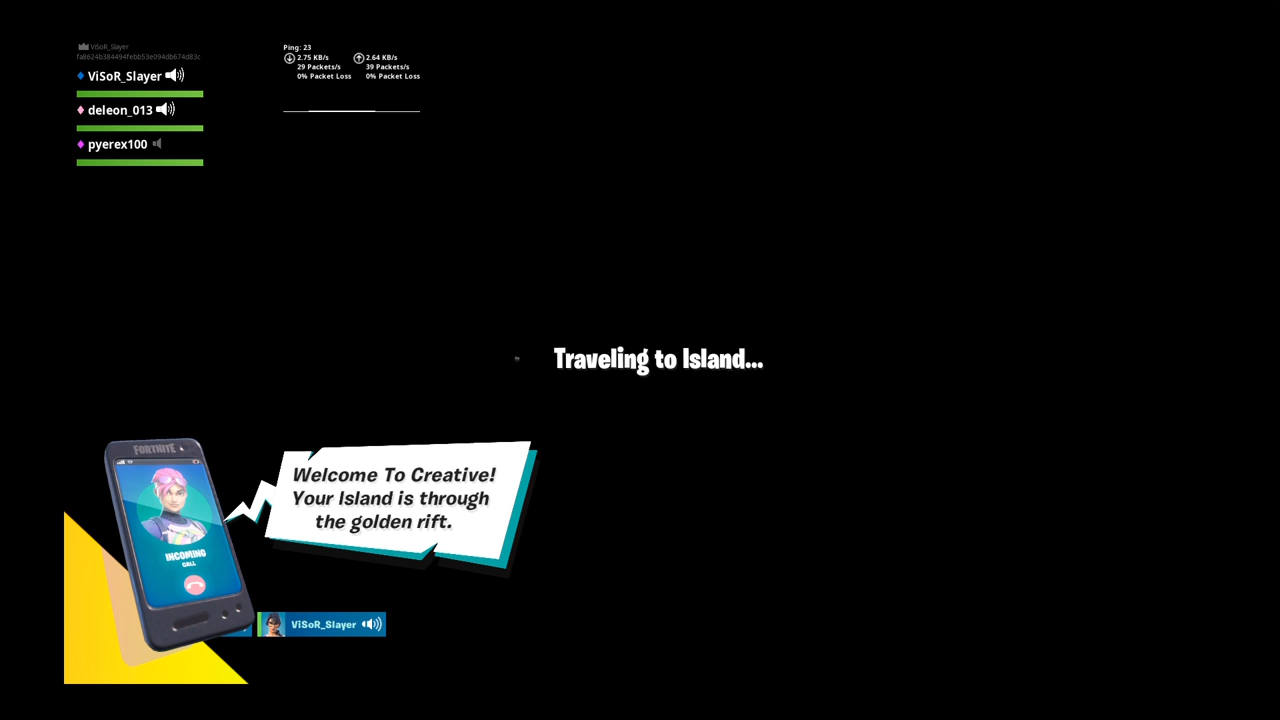 ViSoR_Slayer
fa8624b384494febb53e094db674d83c
ViSoR_Slayer
deleon_013
pyerex100
Ping: 23
2.75 KB/s 2.64 KB/s
29 Packets/s 39 Packets/s
0% Packet Loss 0% Packet Loss
Traveling to Island...
FORTNITE
INCOMING
CALL
Welcome To Creative!
Your Island is through
the golden rift.
ViSoR_Slayer